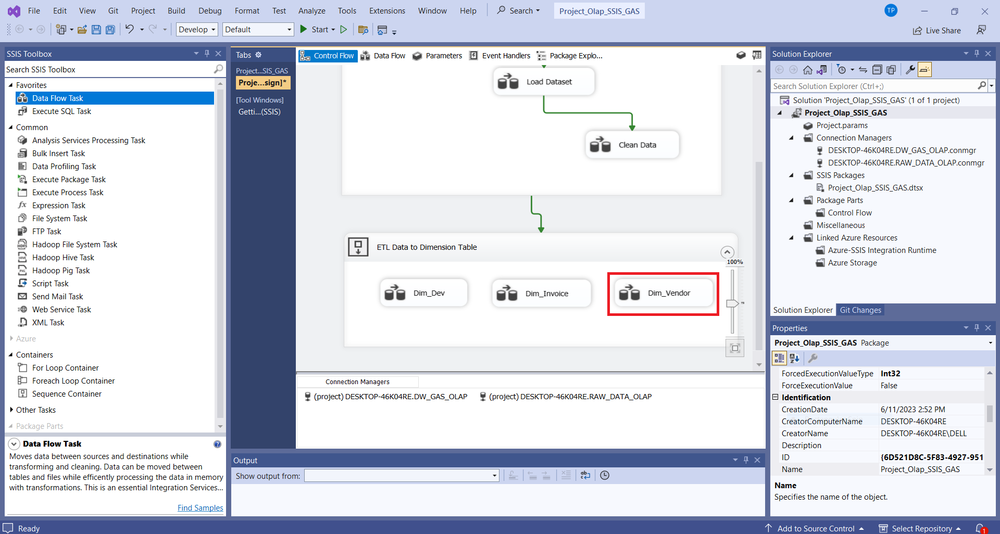 File Edit View Git Project Build Debug Format Test Analyze Tools Extensions Window Help Search Project_Olap_SSIS_GAS TP
Develop Default Start Live Share
SSIS Toolbox
Search SSIS Toolbox
Favorites
Data Flow Task
Execute SQL Task
Common
Analysis Services Processing Task
Bulk Insert Task
Data Profiling Task
Execute Package Task
Execute Process Task
Expression Task
File System Task
FTP Task
Hadoop File System Task
Hadoop Hive Task
Hadoop Pig Task
Script Task
Send Mail Task
Web Service Task
XML Task
Azure
Containers
For Loop Container
Foreach Loop Container
Sequence Container
Other Tasks
Package Parts
Data Flow Task
Moves data between sources and destinations while
transforming and cleaning. Data can be moved between
tables and files while efficently processing the data in memory
with transformations. This is an essential Integration Services...
Find Samples
Tabs
Project...SIS_GAS
Proje...sign]*
[Tool Windows]
Getti...(SSIS)
Control Flow Data Flow Parameters Event Handlers Package Explo...
Load Dataset
Clean Data
ETL Data to Dimension Table
100%
Dim_Dev Dim_Invoice Dim_Vendor
Connection Managers
(project) DESKTOP-46K04RE.DW_GAS_OLAP (project) DESKTOP-46K04RE.RAW_DATA_OLAP
Output
Show output from:
Solution Explorer
Search Solution Explorer (Ctrl+;)
Solution 'Project_Olap_SSIS_GAS' (1 of 1 project)
Project_Olap_SSIS_GAS
Project.params
Connection Managers
DESKTOP-46K04RE.DW_GAS_OLAP.conmgr
DESKTOP-46K04RE.RAW_DATA_OLAP.conmgr
SSIS Packages
Project_Olap_SSIS_GAS.dtsx
Package Parts
Control Flow
Miscellaneous
Linked Azure Resources
Azure-SSIS Integration Runtime
Azure Storage
Solution Explorer Git Changes
Properties
Project_Olap_SSIS_GAS Package
ForcedExecutionValueType Int32
ForceExecutionValue False
Identification
CreationDate 6/11/2023 2:52 PM
CreatorComputerName DESKTOP-46K04RE
CreatorName DESKTOP-46K04RE\DELL
Description
ID {6D521D8C-5F83-4927-951
Name Project_Olap_SSIS_GAS
Name
Specifies the name of the object.
Ready Add to Source Control Select Repository 1